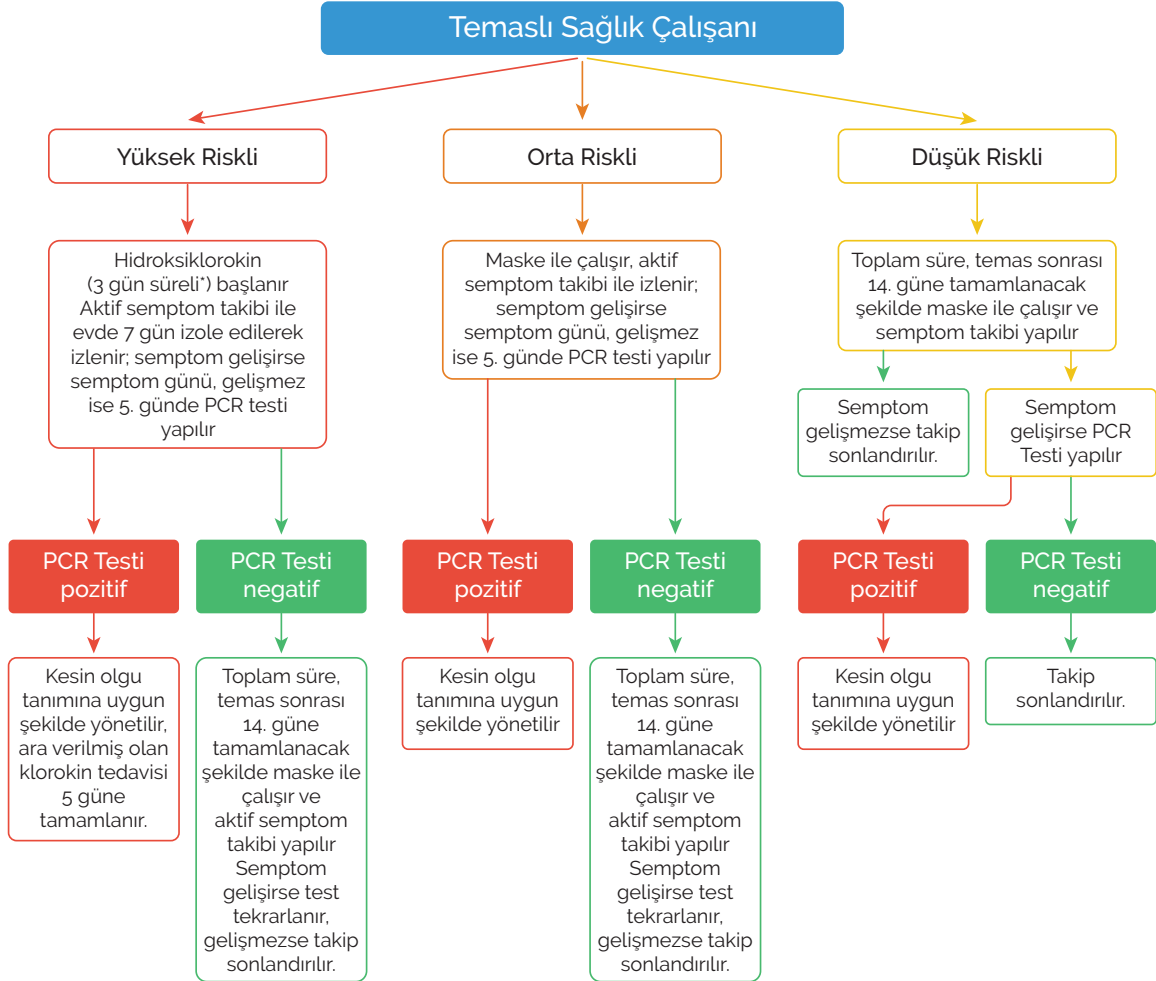 Temaslı Sağlık Çalışanı
Yüksek Riskli
Orta Riskli
Düşük Riskli
Hidroksiklorokin
(3 gün süreli*) başlanır
Aktif semptom takibi ile
evde 7 gün izole edilerek
izlenir; semptom gelişirse
semptom günü, gelişmez
ise 5. günde PCR testi
yapılır
Maske ile çalışır, aktif
semptom takibi ile izlenir;
semptom gelişirse
semptom günü, gelişmez
ise 5. günde PCR testi yapılır
Toplam süre, temas sonrası
14. güne tamamlanacak
şekilde maske ile çalışır ve
semptom takibi yapılır
Semptom
gelişmezse takip
sonlandırılır.
Semptom
gelişirse PCR
Testi yapılır
PCR Testi
pozitif
PCR Testi
negatif
PCR Testi
pozitif
PCR Testi
negatif
PCR Testi
pozitif
PCR Testi
negatif
Kesin olgu
tanımına uygun
şekilde yönetilir,
ara verilmiş olan
klorokin tedavisi
5 güne
tamamlanır.
Toplam süre,
temas sonrası
14. güne
tamamlanacak
şekilde maske ile
çalışır ve
aktif semptom
takibi yapılır
Semptom
gelişirse test
tekrarlanır,
gelişmezse takip
sonlandırılır.
Kesin olgu
tanımına uygun
şekilde yönetilir
Toplam süre,
temas sonrası
14. güne
tamamlanacak
şekilde maske ile
çalışır ve
aktif semptom
takibi yapılır
Semptom
gelişirse test
tekrarlanır,
gelişmezse takip
sonlandırılır.
Kesin olgu
tanımına uygun
şekilde yönetilir
Takip
sonlandırılır.